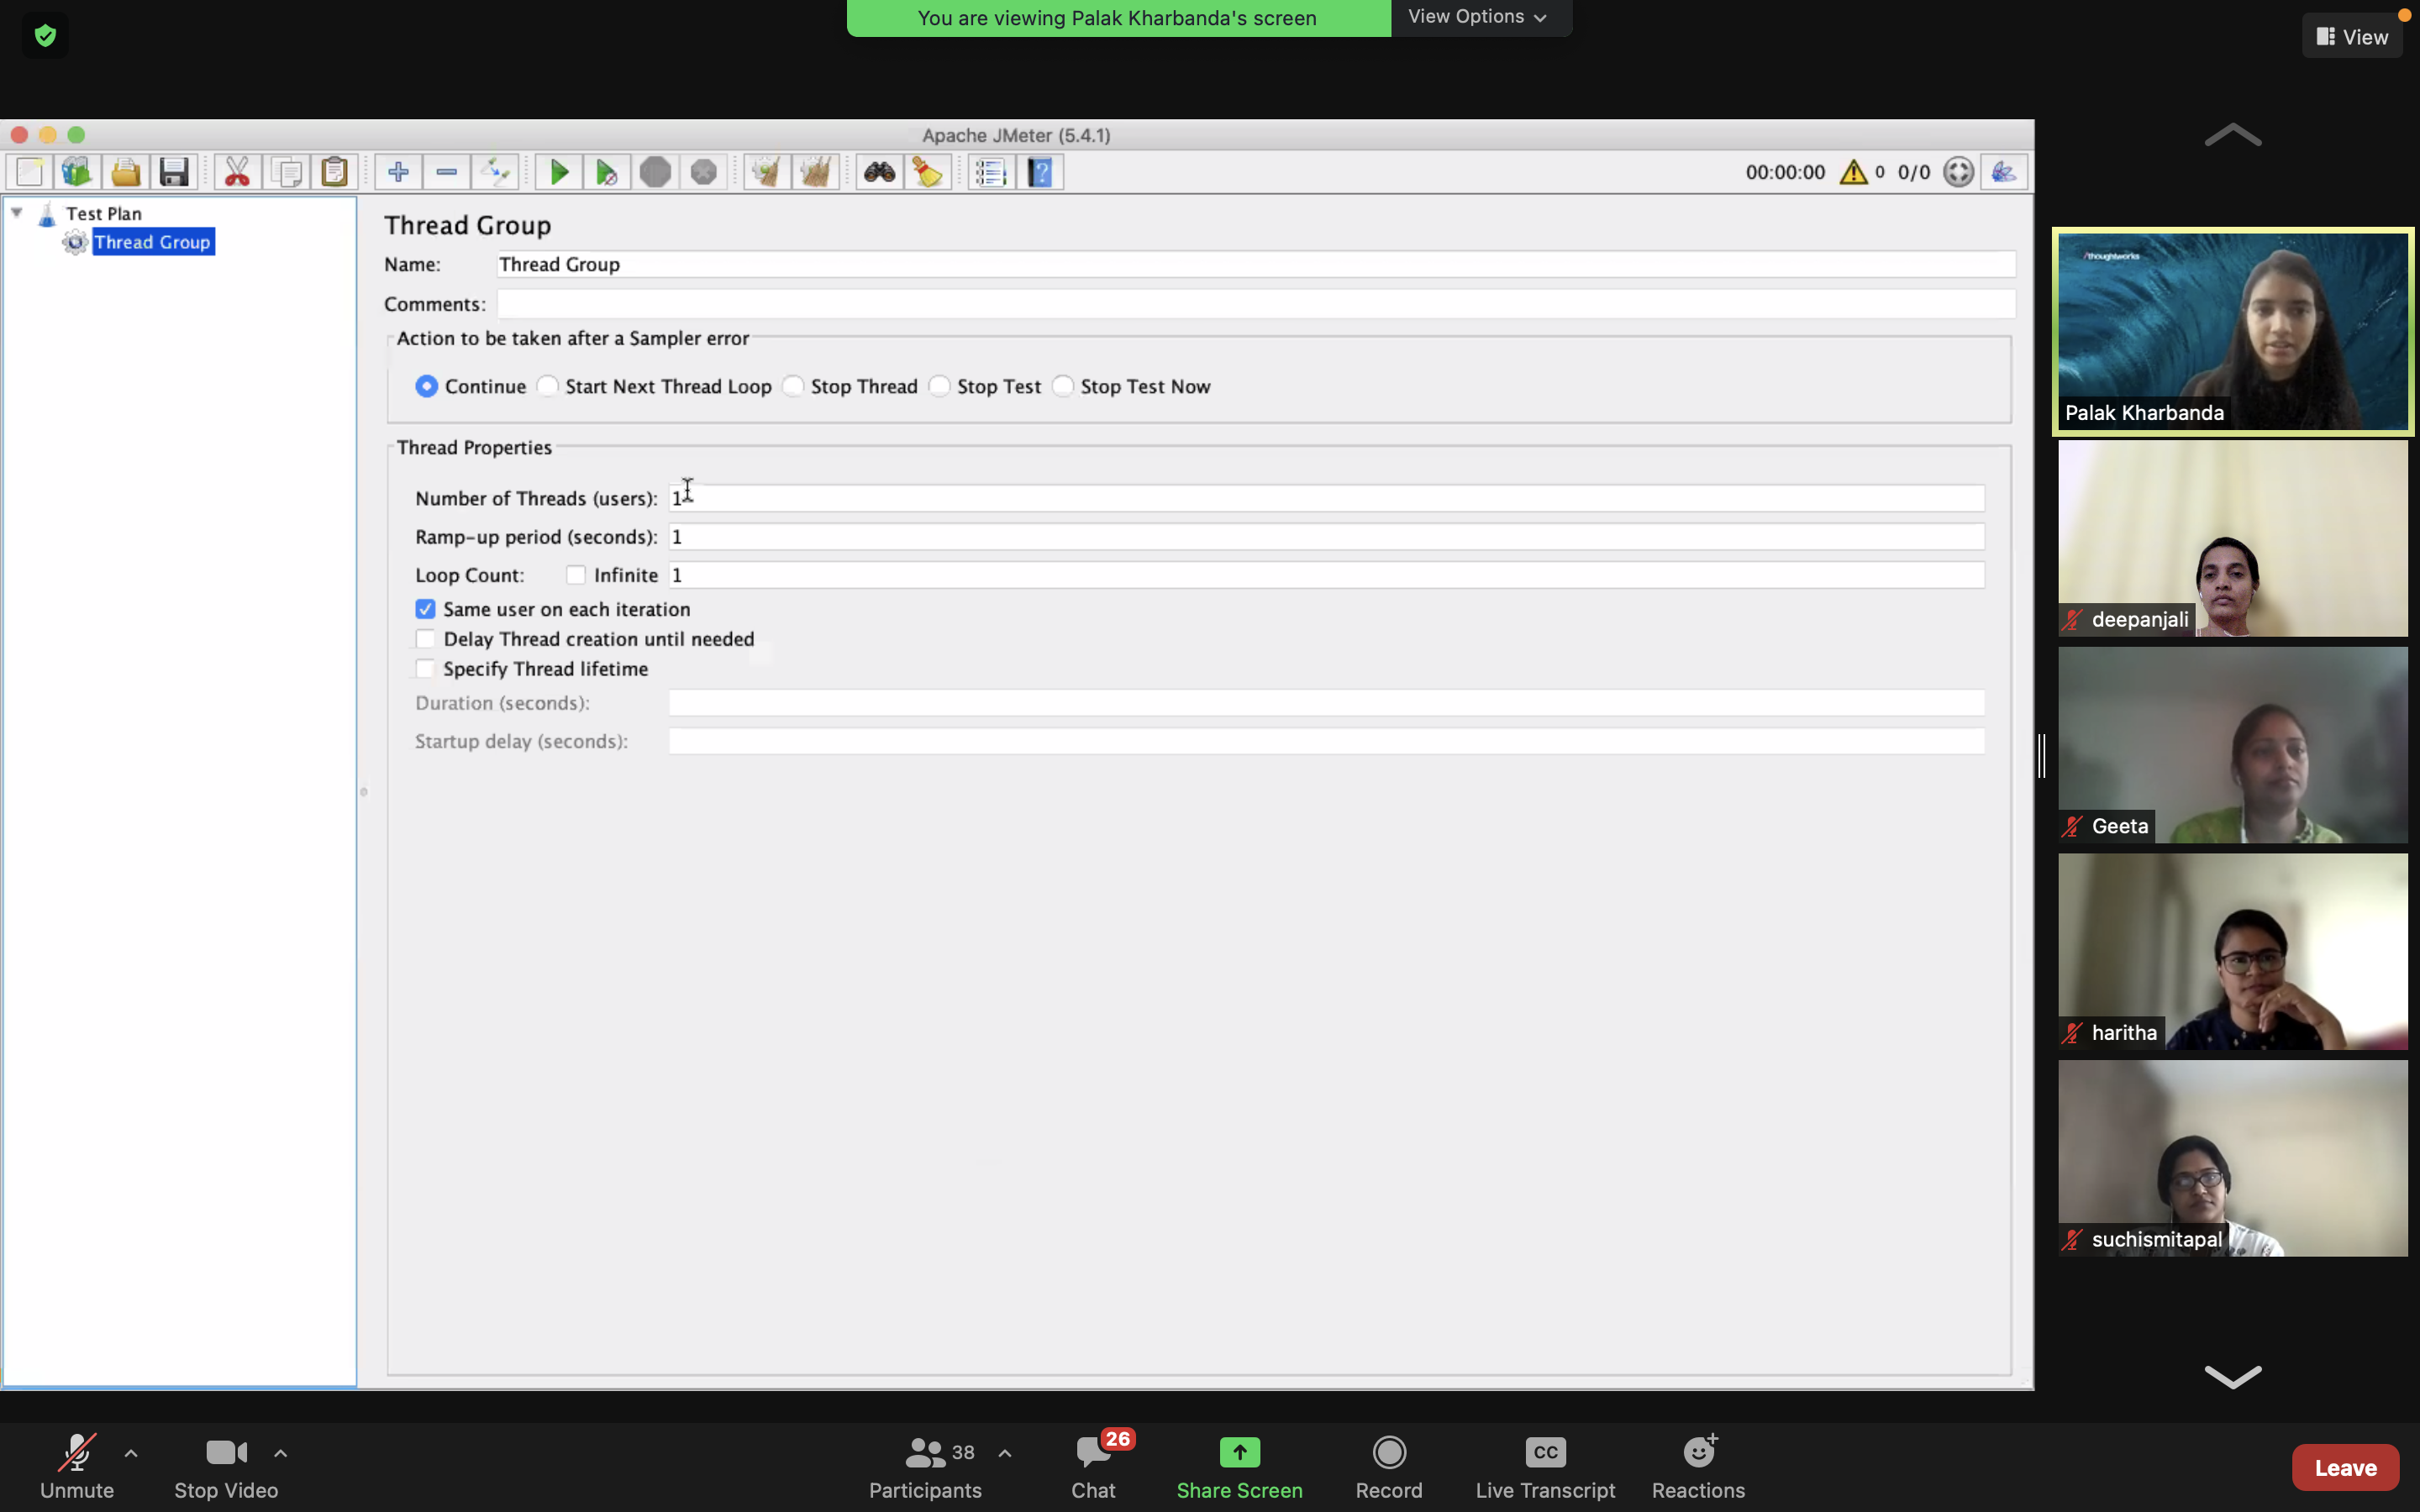 You are viewing Palak Kharbanda's screen
View Options
View
Apache JMeter (5.4.1)
00:00:00 0 0/0
Test Plan
Thread Group
Thread Group
Name: Thread Group
Comments:
Action to be taken after a Sampler error
Continue Start Next Thread Loop Stop Thread Stop Test Stop Test Now
Thread Properties
Number of Threads (users): 1
Ramp-up period (seconds): 1
Loop Count: Infinite 1
Same user on each iteration
Delay Thread creation until needed
Specify Thread lifetime
Duration (seconds):
Startup delay (seconds):
/thoughtworks
Palak Kharbanda
deepanjali
Geeta
haritha
suchismitapal
Unmute
Stop Video
38
Participants
26
Chat
Share Screen
Record
CC
Live Transcript
Reactions
Leave